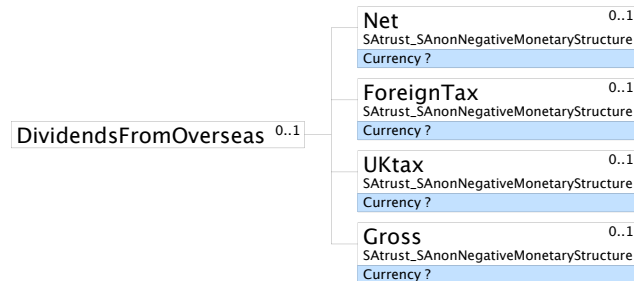 Net 0..1
SAtrust_SAnonNegativeMonetaryStructure
Currency ?
ForeignTax 0..1
SAtrust_SAnonNegativeMonetaryStructure
Currency ?
DividendsFromOverseas 0..1
UKtax 0..1
SAtrust_SAnonNegativeMonetaryStructure
Currency ?
Gross 0..1
SAtrust_SAnonNegativeMonetaryStructure
Currency ?